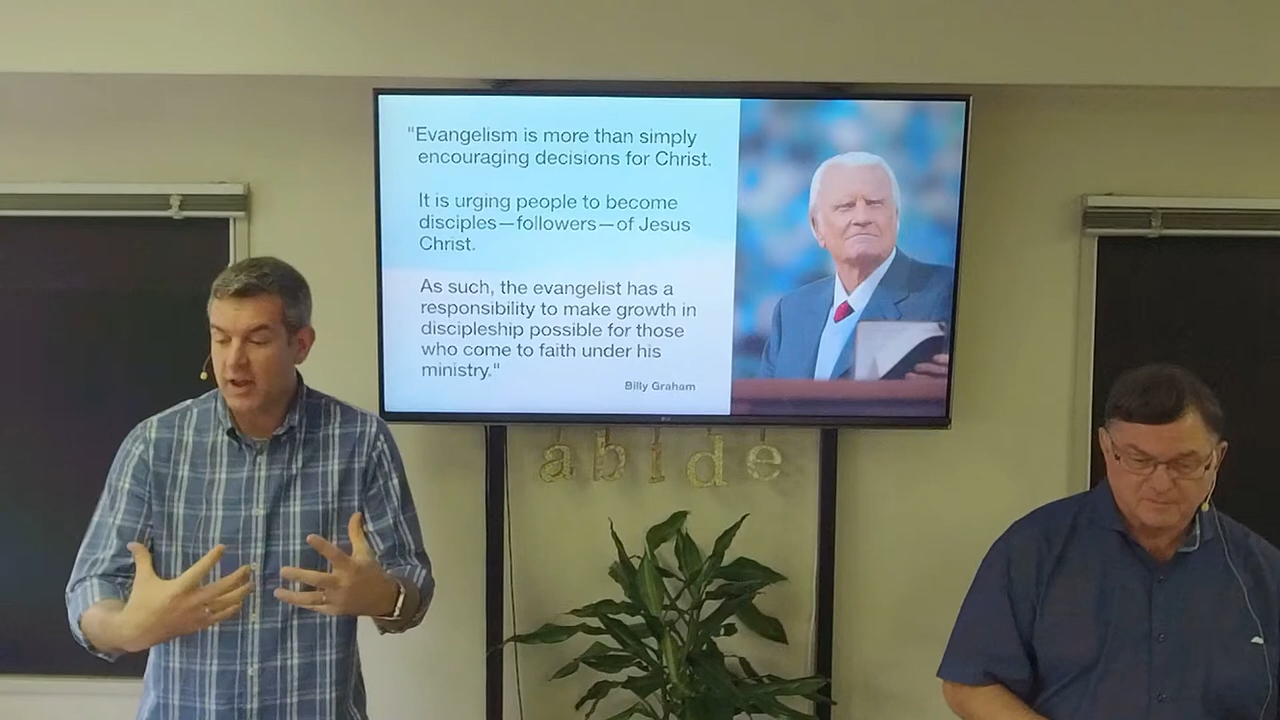 "Evangelism is more than simply
encouraging decisions for Christ.
It is urging people to become
disciples—followers—of Jesus
Christ.
As such, the evangelist has a
responsibility to make growth in
discipleship possible for those
who come to faith under his
ministry."
Billy Graham
LG
abide